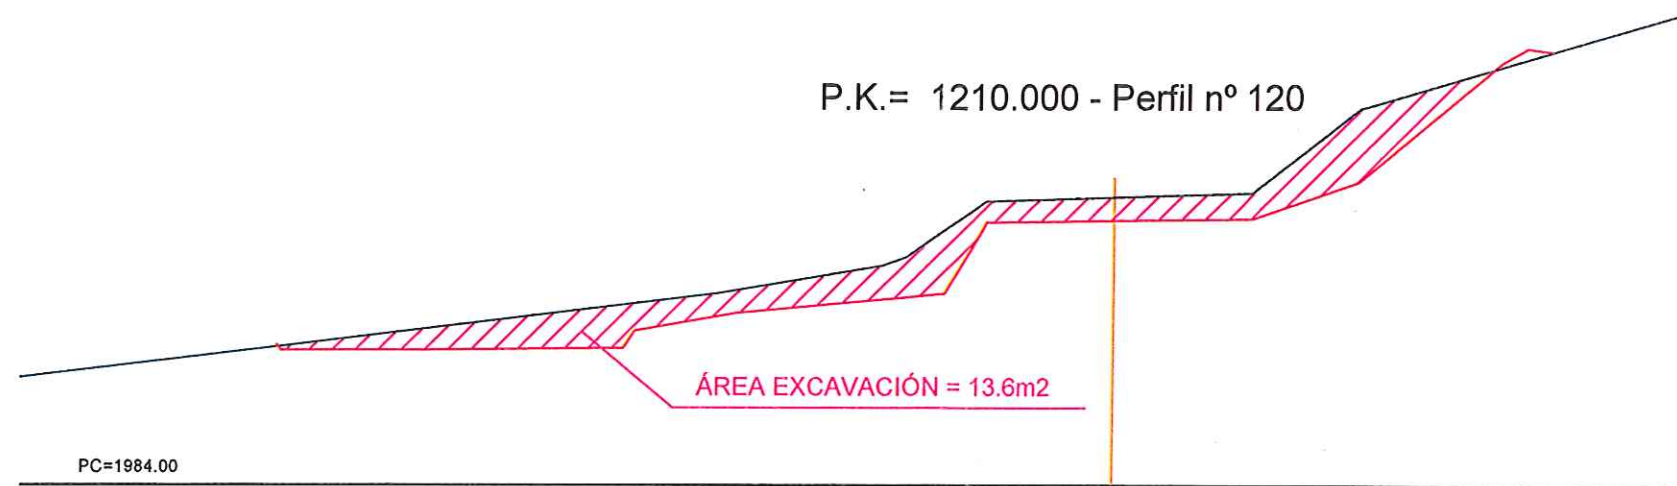 P.K.= 1210.000 - Perfil nº 120
ÁREA EXCAVACIÓN = 13.6m2
PC=1984.00